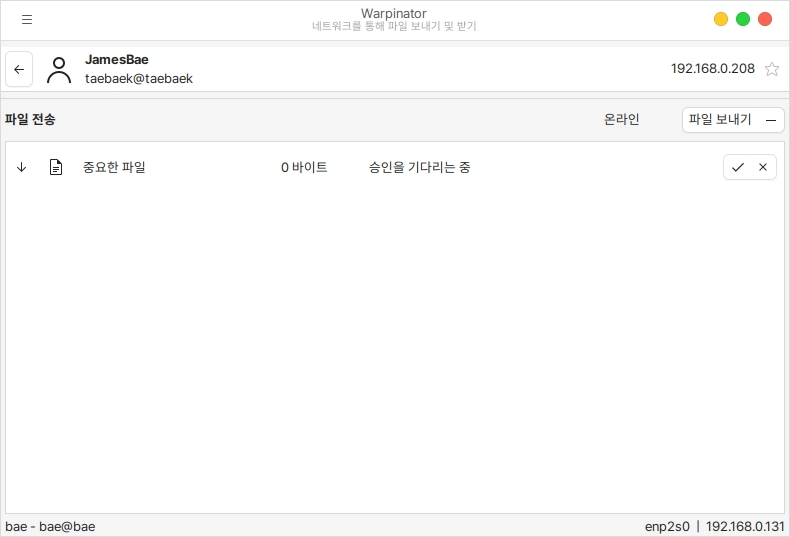 Warpinator
네트워크를 통해 파일 보내기 및 받기
JamesBae
taebaek@taebaek
192.168.0.208
파일 전송
온라인
파일 보내기
중요한 파일
0 바이트
승인을 기다리는 중
bae - bae@bae
enp2s0 | 192.168.0.131